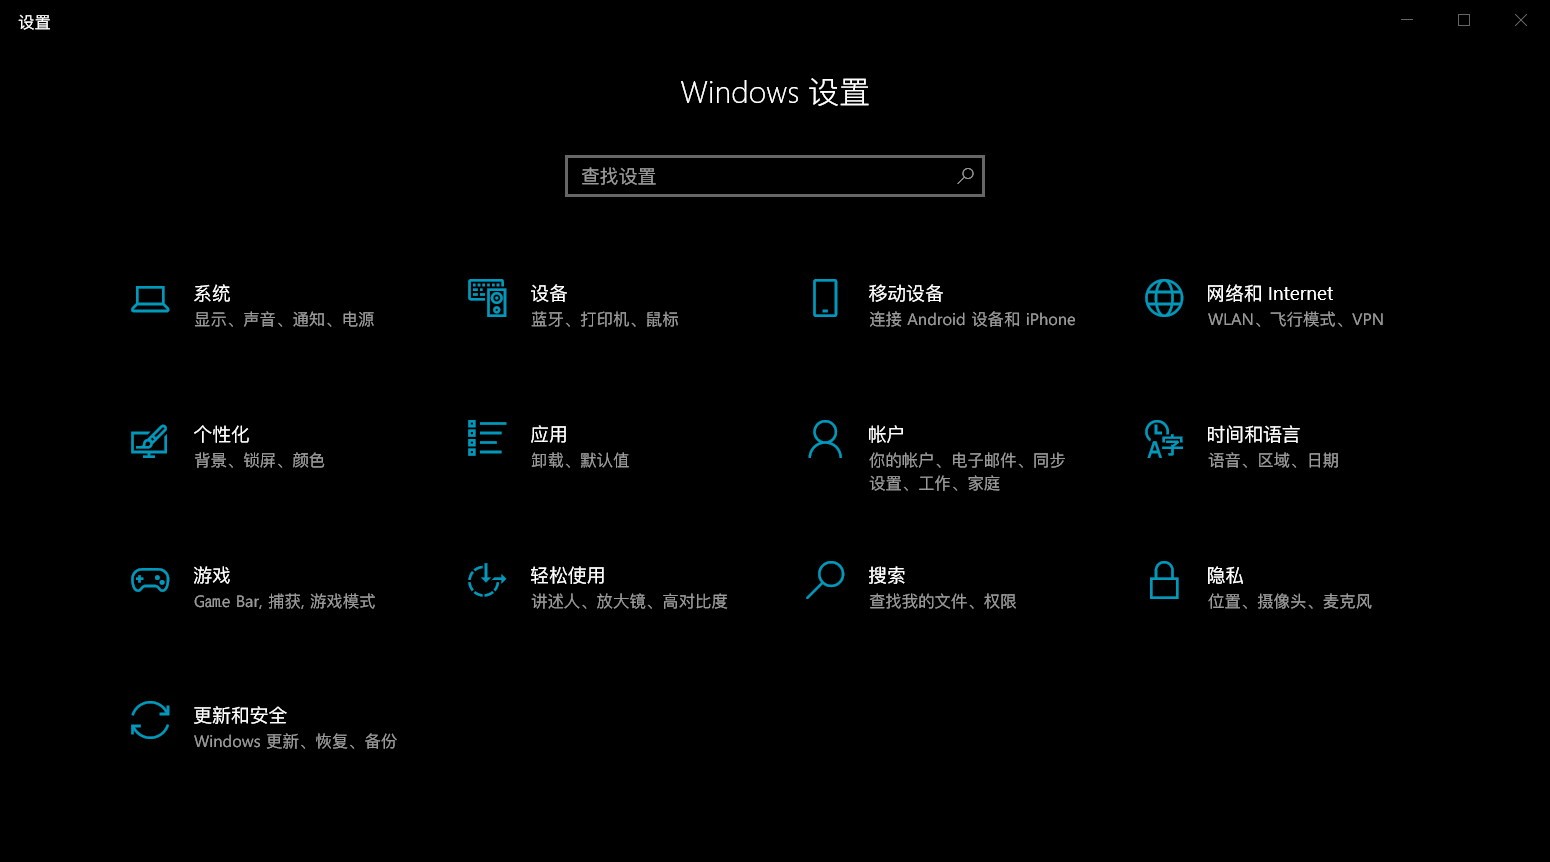 设置
Windows 设置
查找设置
系统
显示、声音、通知、电源
设备
蓝牙、打印机、鼠标
移动设备
连接 Android 设备和 iPhone
网络和 Internet
WLAN、飞行模式、VPN
个性化
背景、锁屏、颜色
应用
卸载、默认值
帐户
你的帐户、电子邮件、同步
设置、工作、家庭
时间和语言
语音、区域、日期
游戏
Game Bar, 捕获, 游戏模式
轻松使用
讲述人、放大镜、高对比度
搜索
查找我的文件、权限
隐私
位置、摄像头、麦克风
更新和安全
Windows 更新、恢复、备份